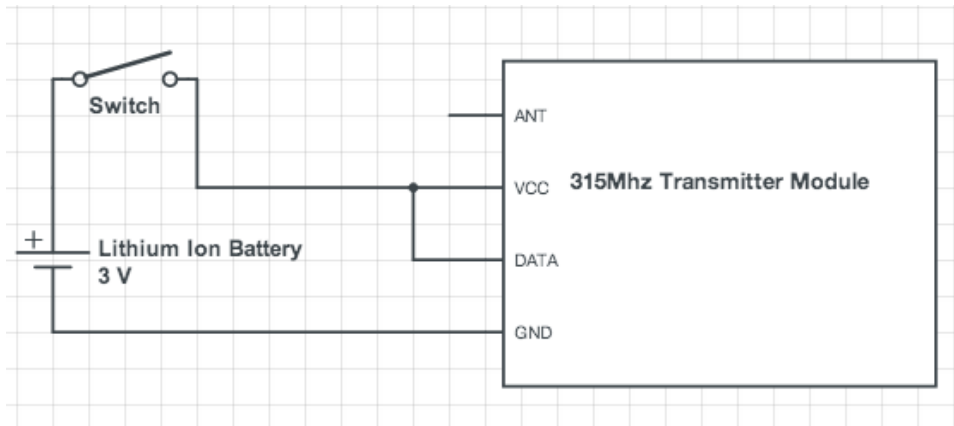 Switch
ANT
VCC
315Mhz Transmitter Module
+
Lithium Ion Battery
3 V
DATA
GND